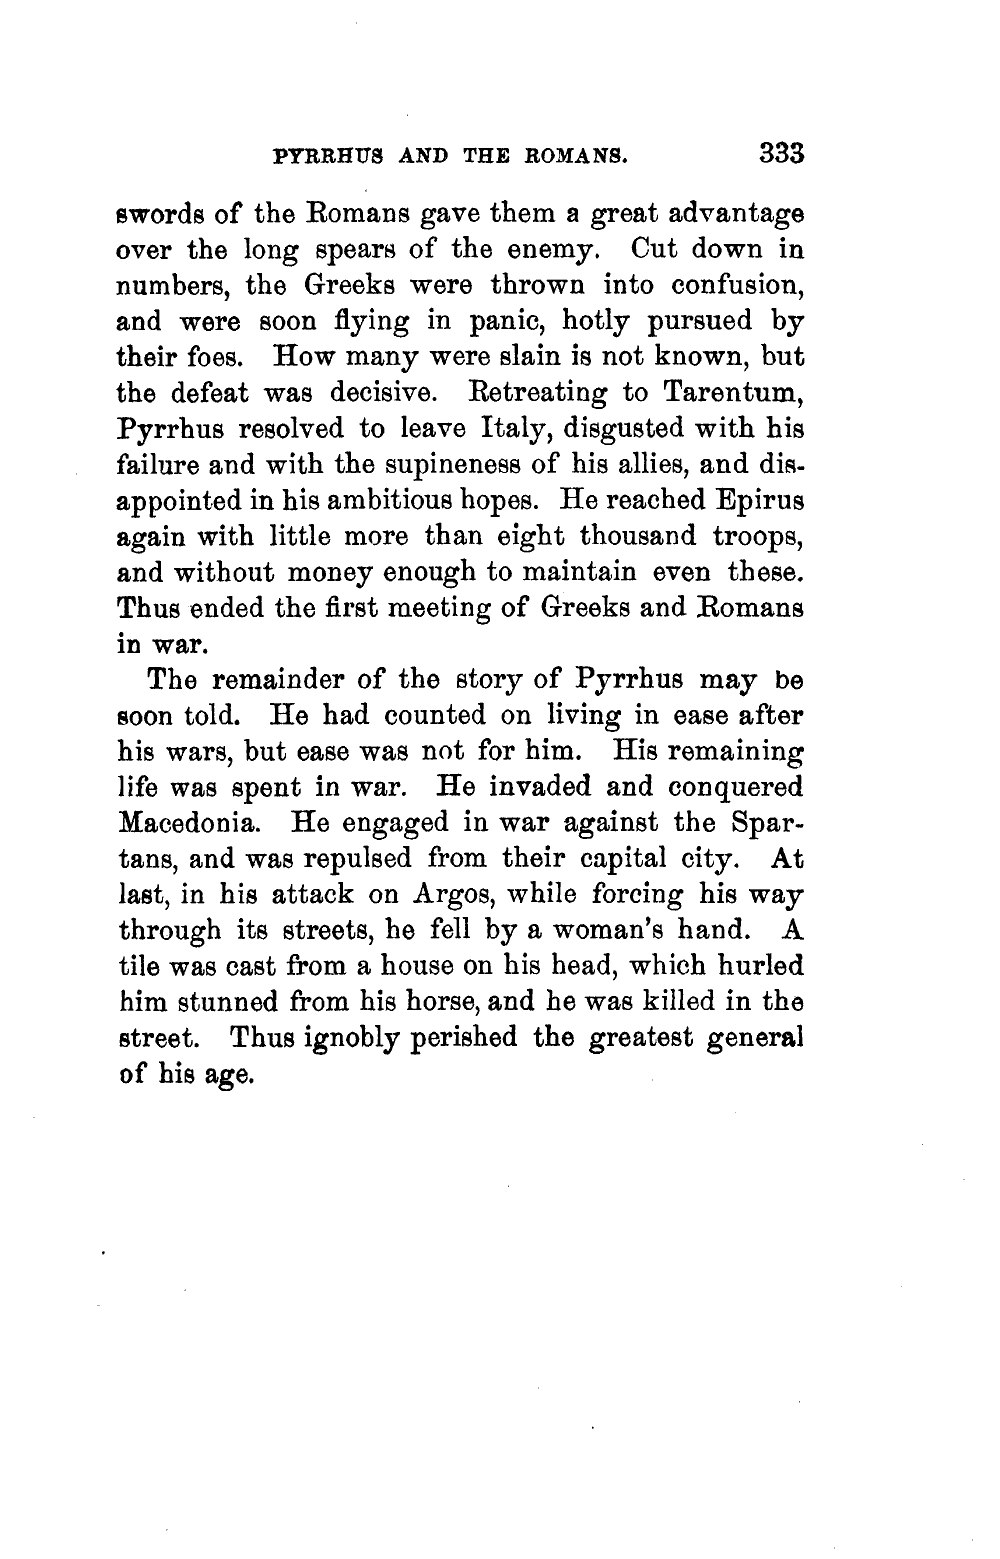 PYRRHUS AND THE ROMANS. 333
swords of the Romans gave them a great advantage
over the long spears of the enemy. Cut down in
numbers, the Greeks were thrown into confusion,
and were soon flying in panic, hotly pursued by
their foes. How many were slain is not known, but
the defeat was decisive. Retreating to Tarentum,
Pyrrhus resolved to leave Italy, disgusted with his
failure and with the supineness of his allies, and dis-
appointed in his ambitious hopes. He reached Epirus
again with little more than eight thousand troops,
and without money enough to maintain even these.
Thus ended the first meeting of Greeks and Romans
in war.
The remainder of the story of Pyrrhus may be
soon told. He had counted on living in ease after
his wars, but ease was not for him. His remaining
life was spent in war. He invaded and conquered
Macedonia. He engaged in war against the Spar-
tans, and was repulsed from their capital city. At
last, in his attack on Argos, while forcing his way
through its streets, he fell by a woman's hand. A
tile was cast from a house on his head, which hurled
him stunned from his horse, and he was killed in the
street. Thus ignobly perished the greatest general
of his age.